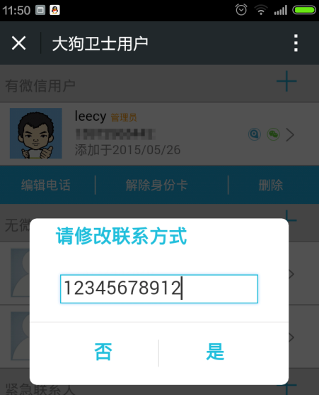 11:50
大狗卫士用户
有微信用户
leecy 管理员
添加于2015/05/26
编辑电话 解除身份卡 删除
无微
请修改联系方式
12345678912
否 是
紧急联系人